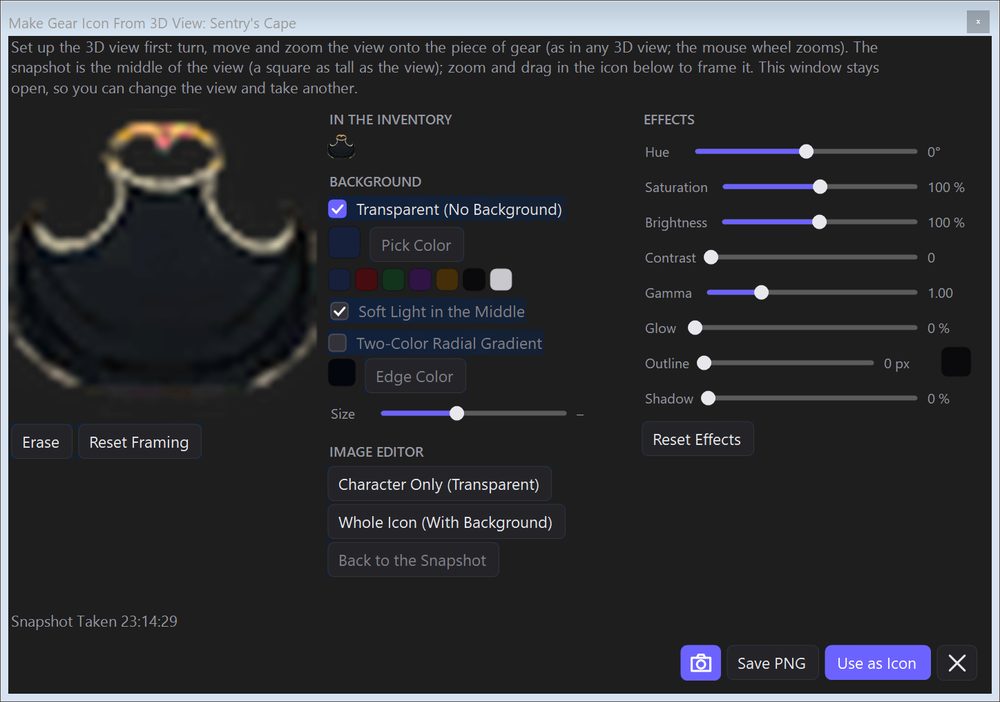 Make Gear Icon From 3D View: Sentry's Cape
x
Set up the 3D view first: turn, move and zoom the view onto the piece of gear (as in any 3D view; the mouse wheel zooms). The
snapshot is the middle of the view (a square as tall as the view); zoom and drag in the icon below to frame it. This window stays
open, so you can change the view and take another.
IN THE INVENTORY
BACKGROUND
Transparent (No Background)
Pick Color
Soft Light in the Middle
Two-Color Radial Gradient
Edge Color
Size –
IMAGE EDITOR
Character Only (Transparent)
Whole Icon (With Background)
Back to the Snapshot
EFFECTS
Hue 0°
Saturation 100 %
Brightness 100 %
Contrast 0
Gamma 1.00
Glow 0 %
Outline 0 px
Shadow 0 %
Reset Effects
Erase
Reset Framing
Snapshot Taken 23:14:29
Save PNG
Use as Icon